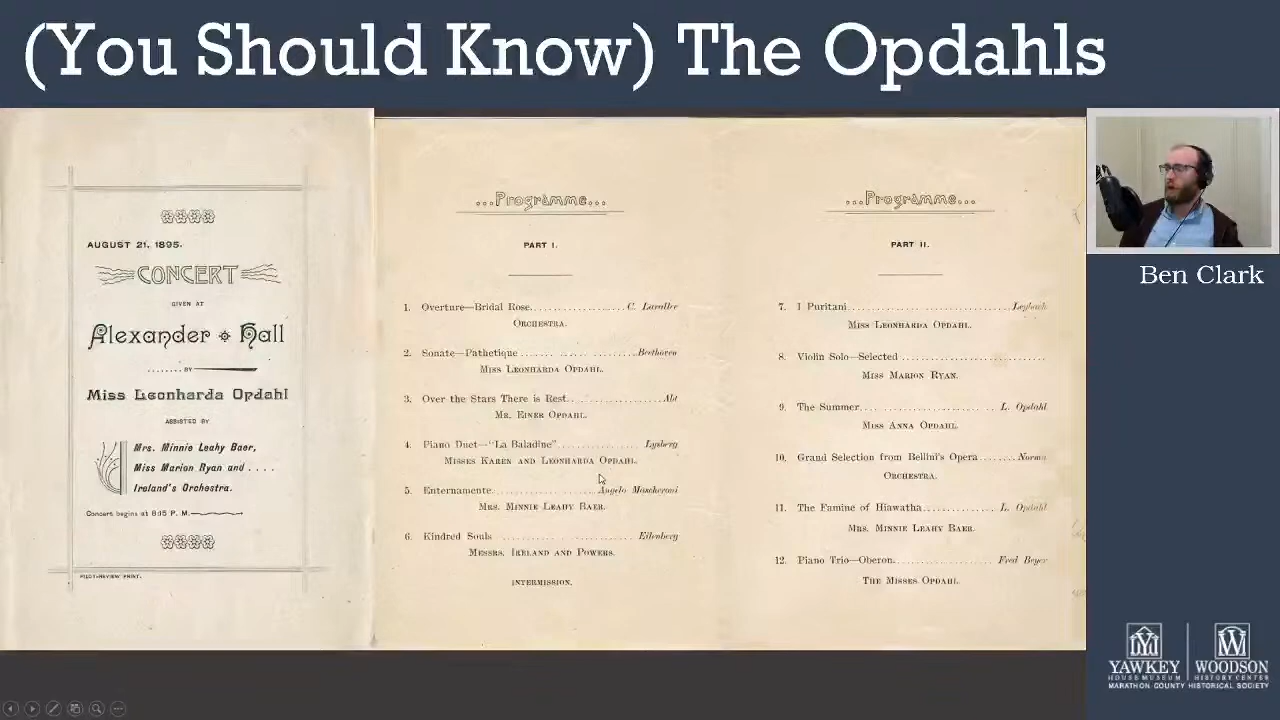 (You Should Know) The Opdahls
AUGUST 21, 1895.
CONCERT
GIVEN AT
Alexander Hall
BY
Miss Leonharda Opdahl
ASSISTED BY
Mrs. Minnie Leahy Baer,
Miss Marion Ryan and ....
Ireland's Orchestra.
Concert begins at 8:15 P. M.
PILOT-REVIEW PRINT.
...Programme...
PART I.
1. Overture—Bridal Rose. C. Lavallee
ORCHESTRA.
2. Sonate—Pathetique Beethoven
MISS LEONHARDA OPDAHL.
3. Over the Stars There is Rest. Abt
MR. EINER OPDAHL.
4. Piano Duet—"La Baladine" Lysberg
MISSES KAREN AND LEONHARDA OPDAHL.
5. Enternamente. Angelo Mascheroni
MRS. MINNIE LEAHY BAER.
6. Kindred Souls Eilenberg
MESSRS. IRELAND AND POWERS.
INTERMISSION.
...Programme...
PART II.
7. I Puritani Leybach
MISS LEONHARDA OPDAHL.
8. Violin Solo—Selected
MISS MARION RYAN.
9. The Summer L. Opdahl
MISS ANNA OPDAHL.
10. Grand Selection from Bellini's Opera Norma
ORCHESTRA.
11. The Famine of Hiawatha L. Opdahl
MRS. MINNIE LEAHY BAER.
12. Piano Trio—Oberon. Fred Beyer
THE MISSES OPDAHL.
Ben Clark
YAWKEY
HOUSE MUSEUM
WOODSON
HISTORY CENTER
MARATHON COUNTY HISTORICAL SOCIETY